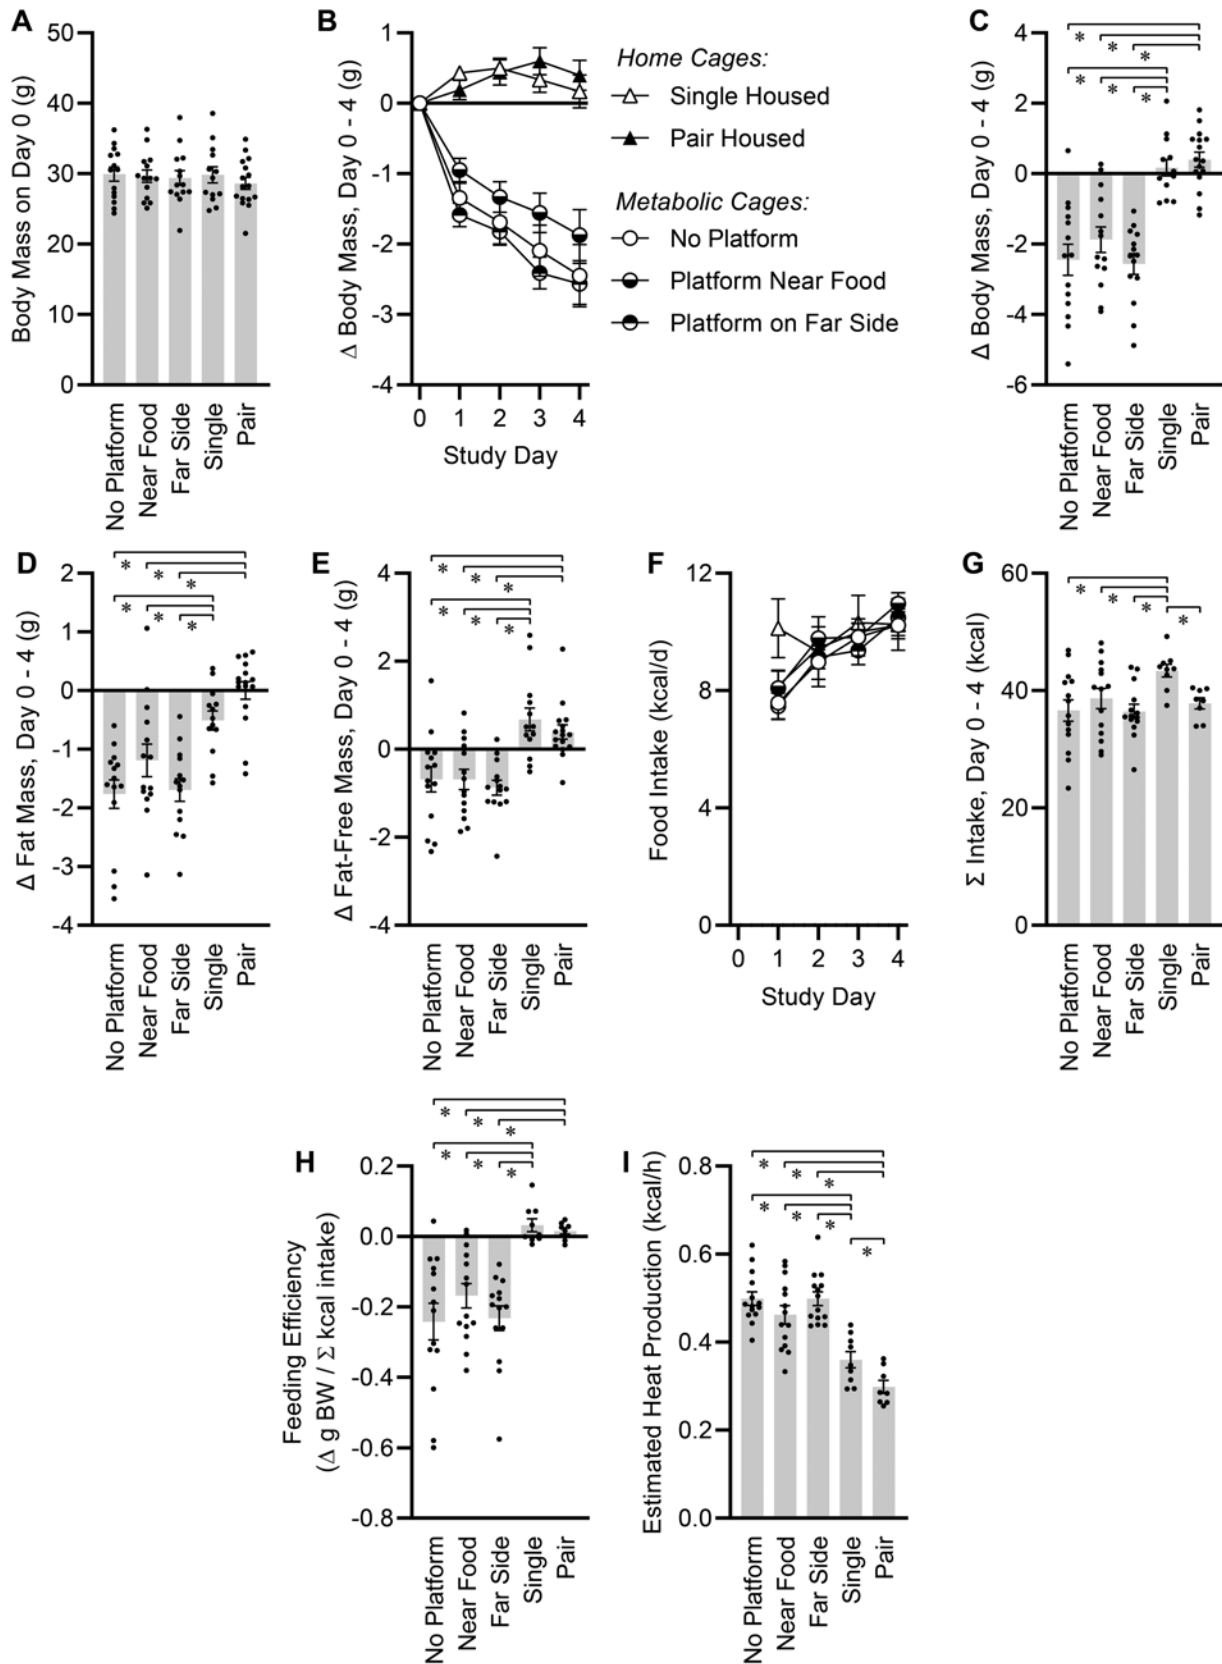 A
Body Mass on Day 0 (g)
50
40
30
20
10
0
No Platform
Near Food
Far Side
Single
Pair
B
Δ Body Mass, Day 0 - 4 (g)
1
0
-1
-2
-3
-4
0 1 2 3 4
Study Day
Home Cages:
Single Housed
Pair Housed
Metabolic Cages:
No Platform
Platform Near Food
Platform on Far Side
C
Δ Body Mass, Day 0 - 4 (g)
4
2
0
-2
-4
-6
* * *
* * *
No Platform
Near Food
Far Side
Single
Pair
D
Δ Fat Mass, Day 0 - 4 (g)
2
1
0
-1
-2
-3
-4
* * *
* * *
No Platform
Near Food
Far Side
Single
Pair
E
Δ Fat-Free Mass, Day 0 - 4 (g)
4
2
0
-2
-4
* * *
* * *
No Platform
Near Food
Far Side
Single
Pair
F
Food Intake (kcal/d)
12
8
4
0
0 1 2 3 4
Study Day
G
Σ Intake, Day 0 - 4 (kcal)
60
40
20
0
* * * *
No Platform
Near Food
Far Side
Single
Pair
H
Feeding Efficiency
(Δ g BW / Σ kcal intake)
0.2
0.0
-0.2
-0.4
-0.6
-0.8
* * *
* * *
No Platform
Near Food
Far Side
Single
Pair
I
Estimated Heat Production (kcal/h)
0.8
0.6
0.4
0.2
0.0
* * *
* * *
*
No Platform
Near Food
Far Side
Single
Pair